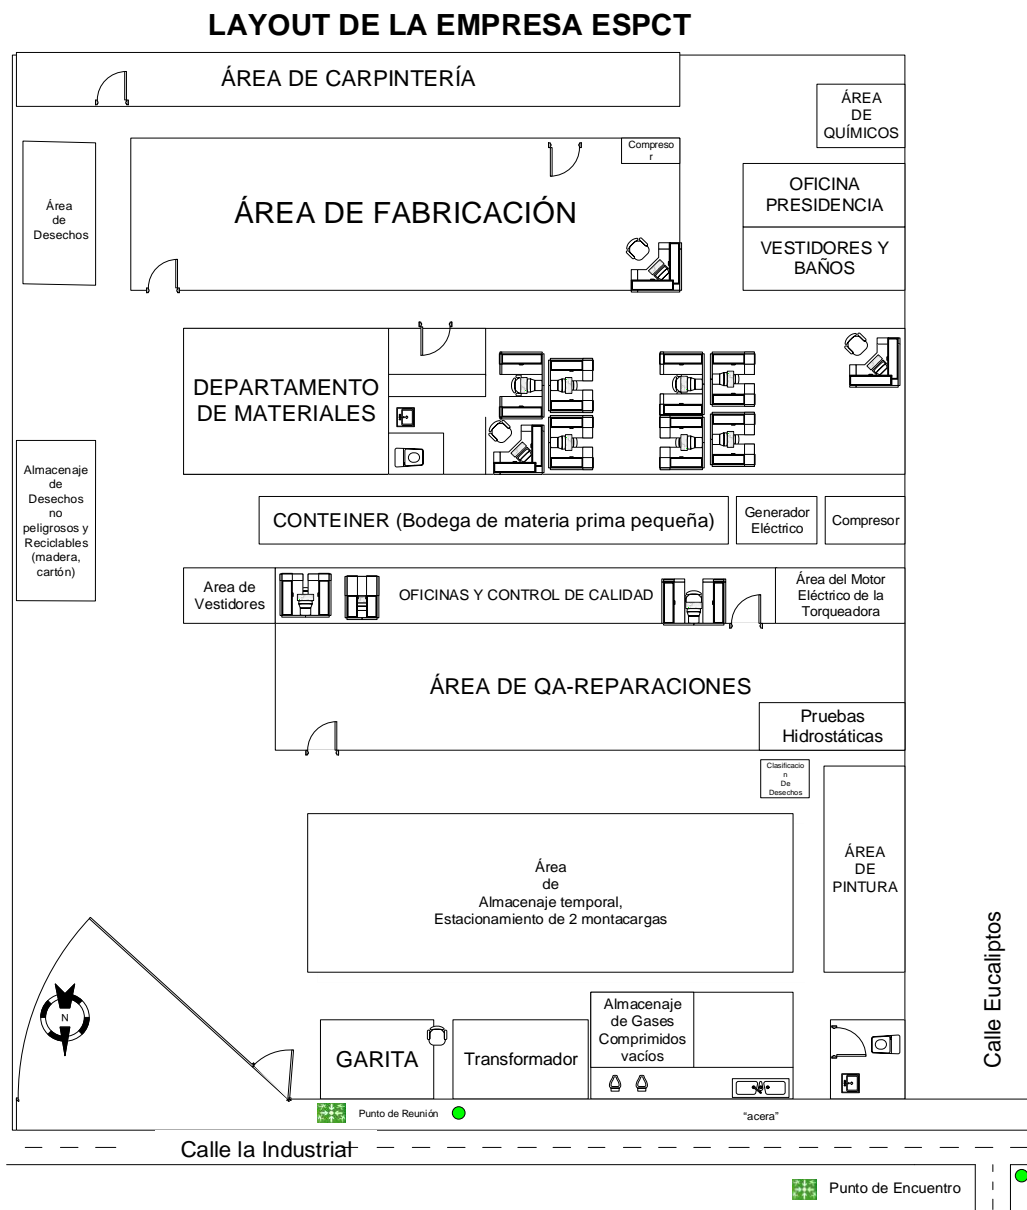 LAYOUT DE LA EMPRESA ESPCT
ÁREA DE CARPINTERÍA
ÁREA
DE
QUÍMICOS
Compreso
r
ÁREA DE FABRICACIÓN
Área
de
Desechos
OFICINA
PRESIDENCIA
VESTIDORES Y
BAÑOS
DEPARTAMENTO
DE MATERIALES
Almacenaje
de
Desechos
no
peligrosos y
Reciclables
(madera,
cartón)
CONTEINER (Bodega de materia prima pequeña)
Generador
Eléctrico
Compresor
Area de
Vestidores
OFICINAS Y CONTROL DE CALIDAD
Área del Motor
Eléctrico de la
Torqueadora
ÁREA DE QA-REPARACIONES
Pruebas
Hidrostáticas
Clasificacio
n
De
Desechos
Área
de
Almacenaje temporal,
Estacionamiento de 2 montacargas
ÁREA
DE
PINTURA
Calle Eucaliptos
N
GARITA
Transformador
Almacenaje
de Gases
Comprimidos
vacíos
Punto de Reunión
"acera"
Calle la Industrial
Punto de Encuentro